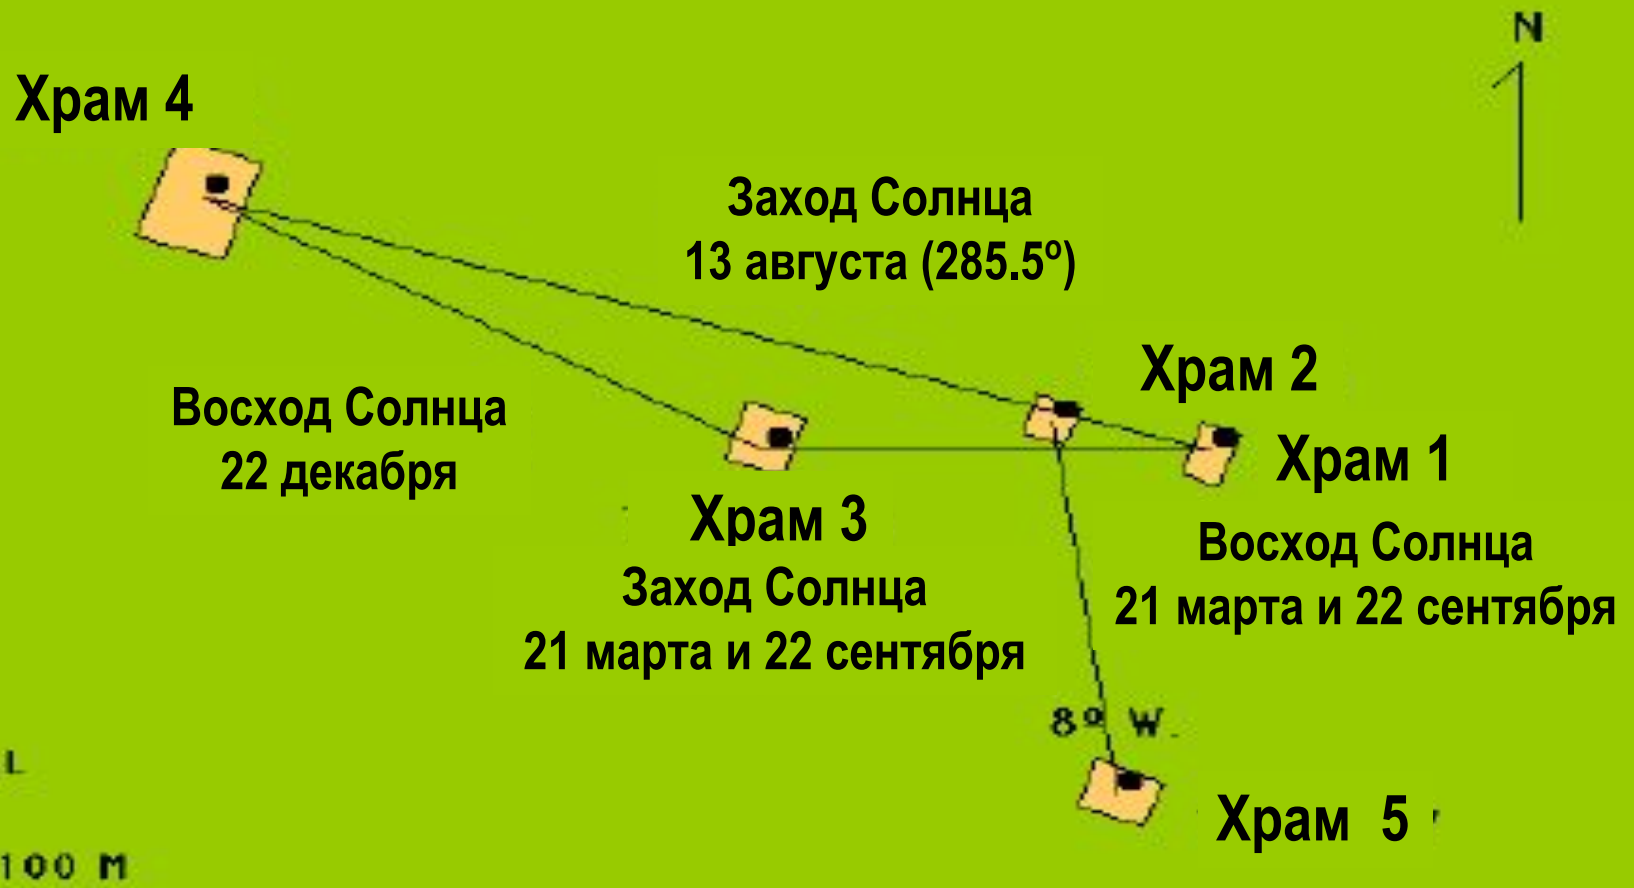 N
Храм 4
Заход Солнца
13 августа (285.5º)
Храм 2
Восход Солнца
22 декабря
Храм 1
Храм 3
Восход Солнца
21 марта и 22 сентября
Заход Солнца
21 марта и 22 сентября
8º W
L
Храм 5
100 M